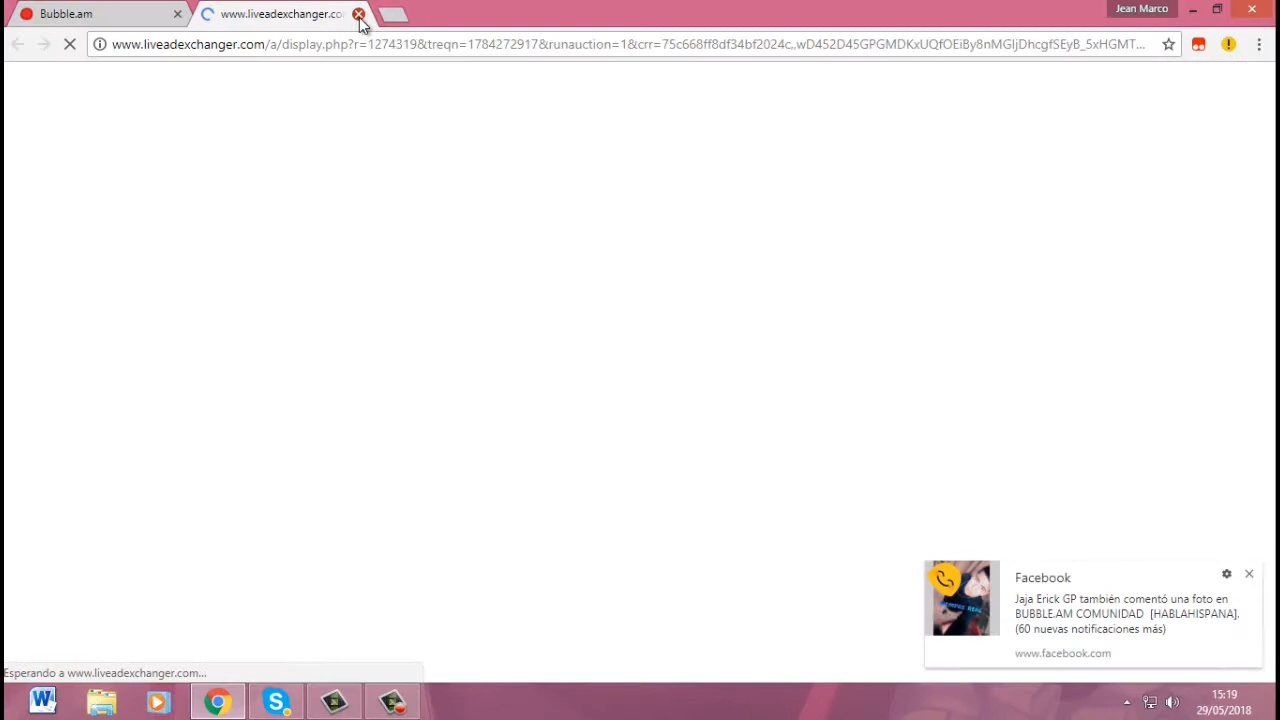 Bubble.am
www.liveadexchanger.co
Jean Marco
www.liveadexchanger.com/a/display.php?r=1274319&treqn=1784272917&runauction=1&crr=75c668ff8df34bf2024c,,wD452D45GPGMDKxUQfOEiBy8nMGljDhcgfSEyB_5xHGMT...
Facebook
Jaja Erick GP también comentó una foto en
BUBBLE.AM COMUNIDAD [HABLAHISPANA].
(60 nuevas notificaciones más)
www.facebook.com
Esperando a www.liveadexchanger.com...
15:19
29/05/2018